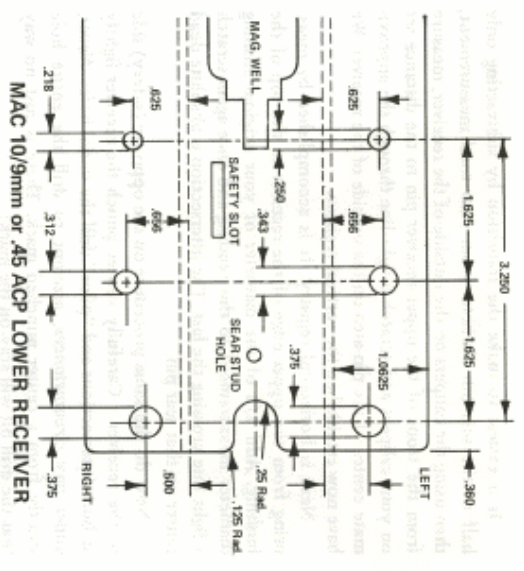 3.250
1.625
1.625
.360
LEFT
1.0625
.625
.656
.375
.250
.343
MAG. WELL
.25 Rad.
SAFETY SLOT
SEAR STUD
HOLE
.125 Rad.
.625
.656
.500
RIGHT
.218
.312
.375
MAC 10/9mm or .45 ACP LOWER RECEIVER